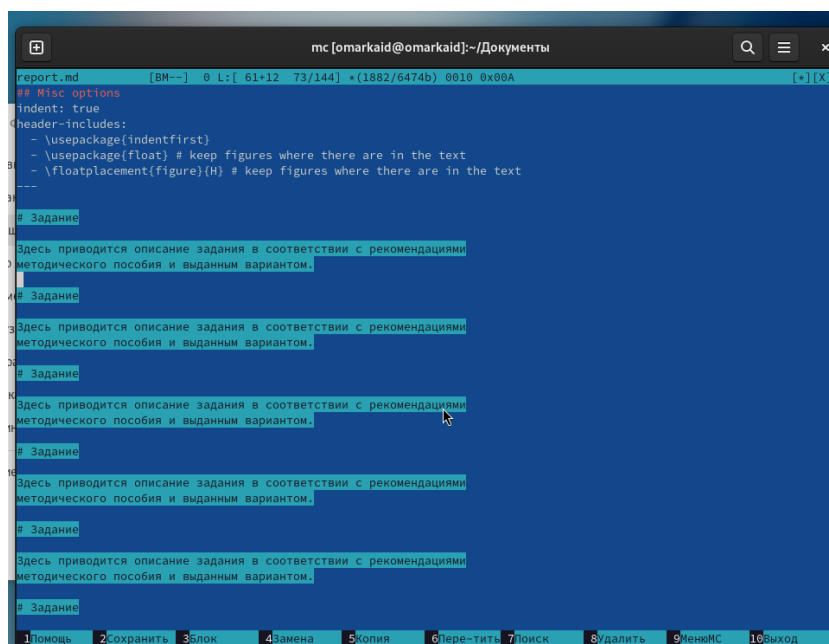 mc [omarkaid@omarkaid]:~/Документы
report.md [BM--] 0 L:[ 61+12 73/144] *(1882/6474b) 0010 0x00A [*][X]
## Misc options
indent: true
header-includes:
- \usepackage{indentfirst}
- \usepackage{float} # keep figures where there are in the text
- \floatplacement{figure}{H} # keep figures where there are in the text
---
# Задание
Здесь приводится описание задания в соответствии с рекомендациями
методического пособия и выданным вариантом.
# Задание
Здесь приводится описание задания в соответствии с рекомендациями
методического пособия и выданным вариантом.
# Задание
Здесь приводится описание задания в соответствии с рекомендациями
методического пособия и выданным вариантом.
# Задание
Здесь приводится описание задания в соответствии с рекомендациями
методического пособия и выданным вариантом.
# Задание
Здесь приводится описание задания в соответствии с рекомендациями
методического пособия и выданным вариантом.
# Задание
1Помощь 2Сохранить 3Блок 4Замена 5Копия 6Пере~тить 7Поиск 8Удалить 9МенюMC 10Выход